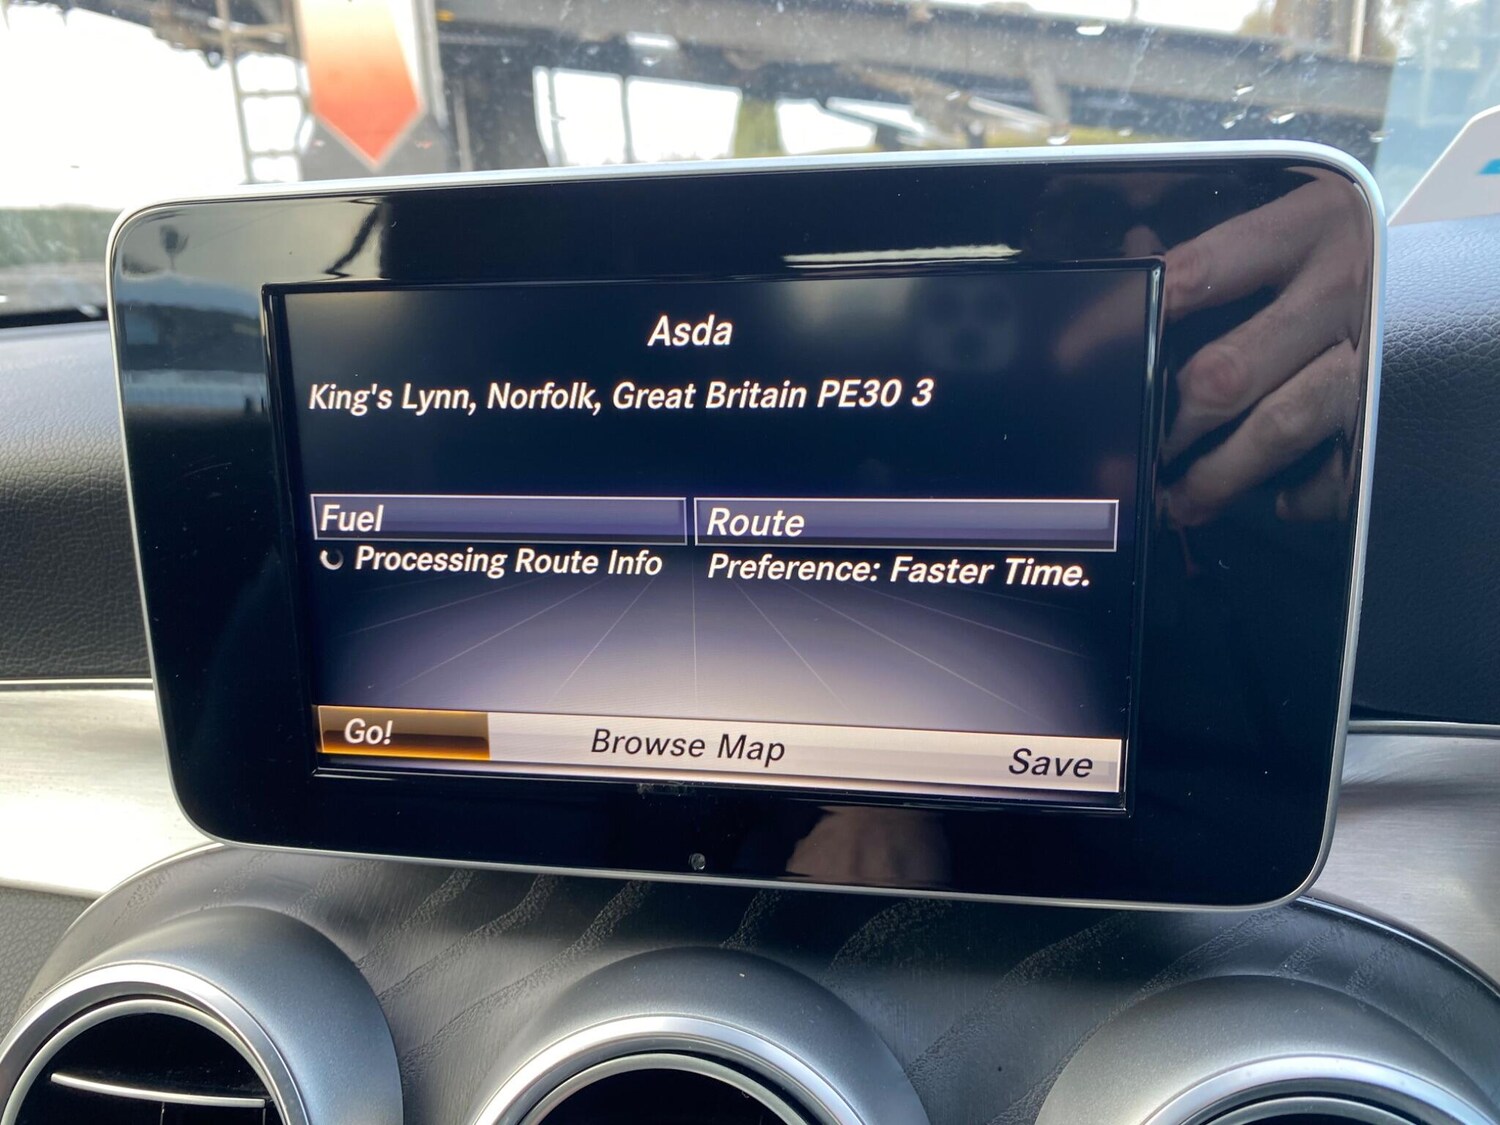 Asda
King's Lynn, Norfolk, Great Britain PE30 3
Fuel
Route
Processing Route Info
Preference: Faster Time.
Go!
Browse Map
Save